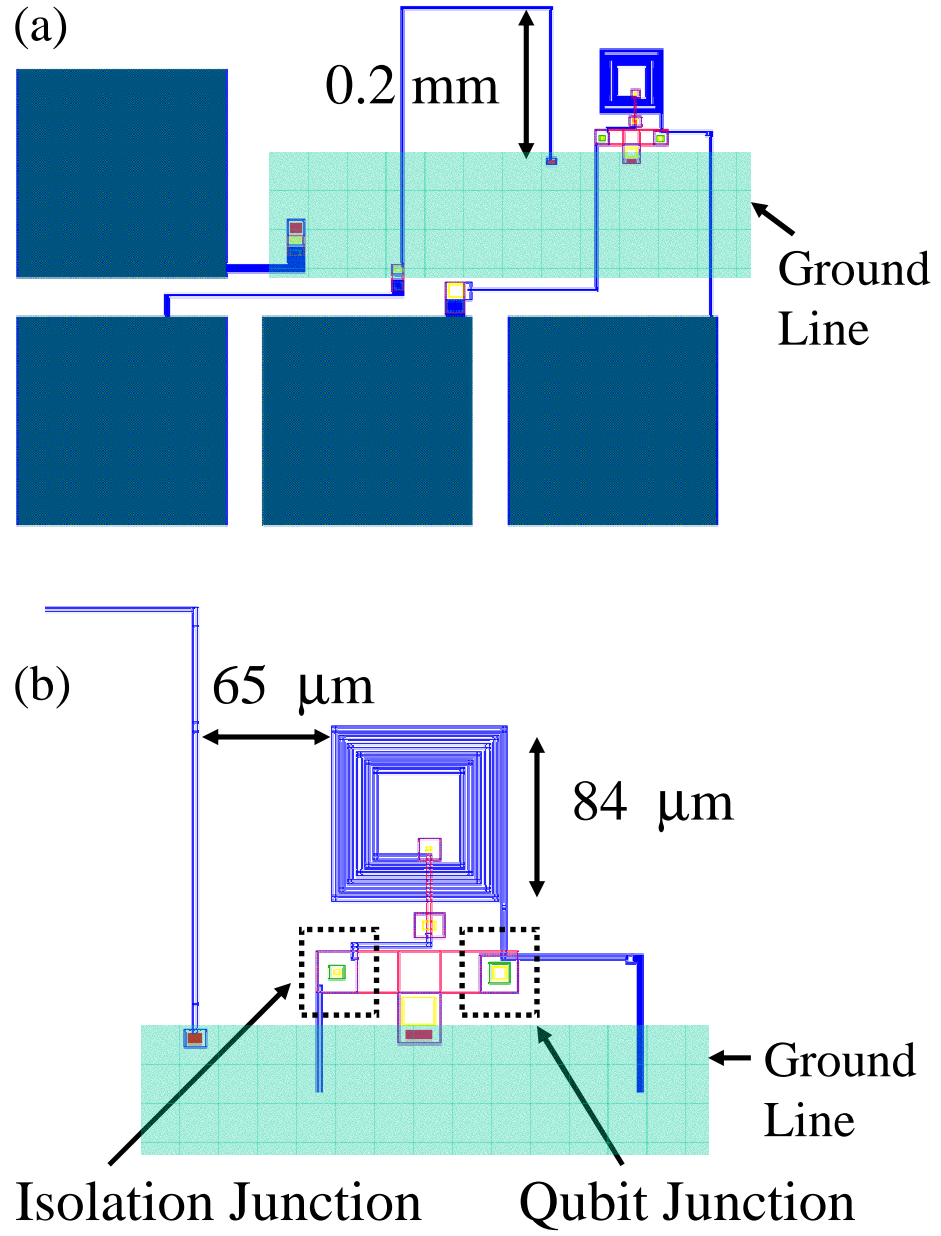 (a)
0.2 mm
Ground
Line
(b)
65 μm
84 μm
Ground
Line
Isolation Junction
Qubit Junction